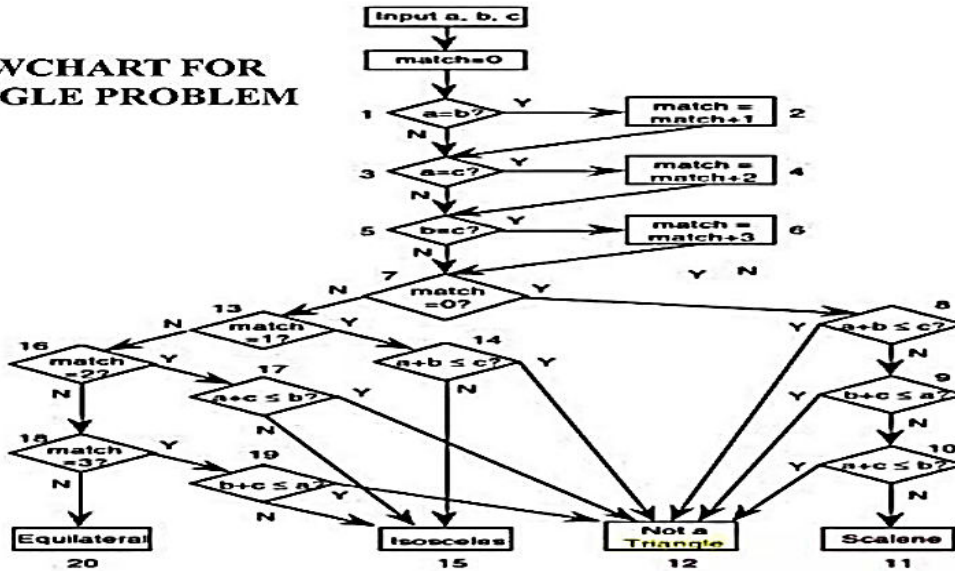 Input a, b, c
match=0
WCHART FOR
GLE PROBLEM
1 a=b? Y
N
match =
match+1
2
3 a=c? Y
N
match =
match+2
4
5 b=c? Y
N
match =
match+3
6
Y N
7
match
=0?
N Y
13
match
=1?
N Y
8
a+b ≤ c?
Y N
16
match
=2?
Y N
14
a+b ≤ c?
Y N
17
a+c ≤ b?
Y N
9
b+c ≤ a?
Y N
18
match
=3?
Y N
19
b+c ≤ a?
Y N
10
a+c ≤ b?
Y N
Equilateral
20
Isosceles
15
Not a
Triangle
12
Scalene
11